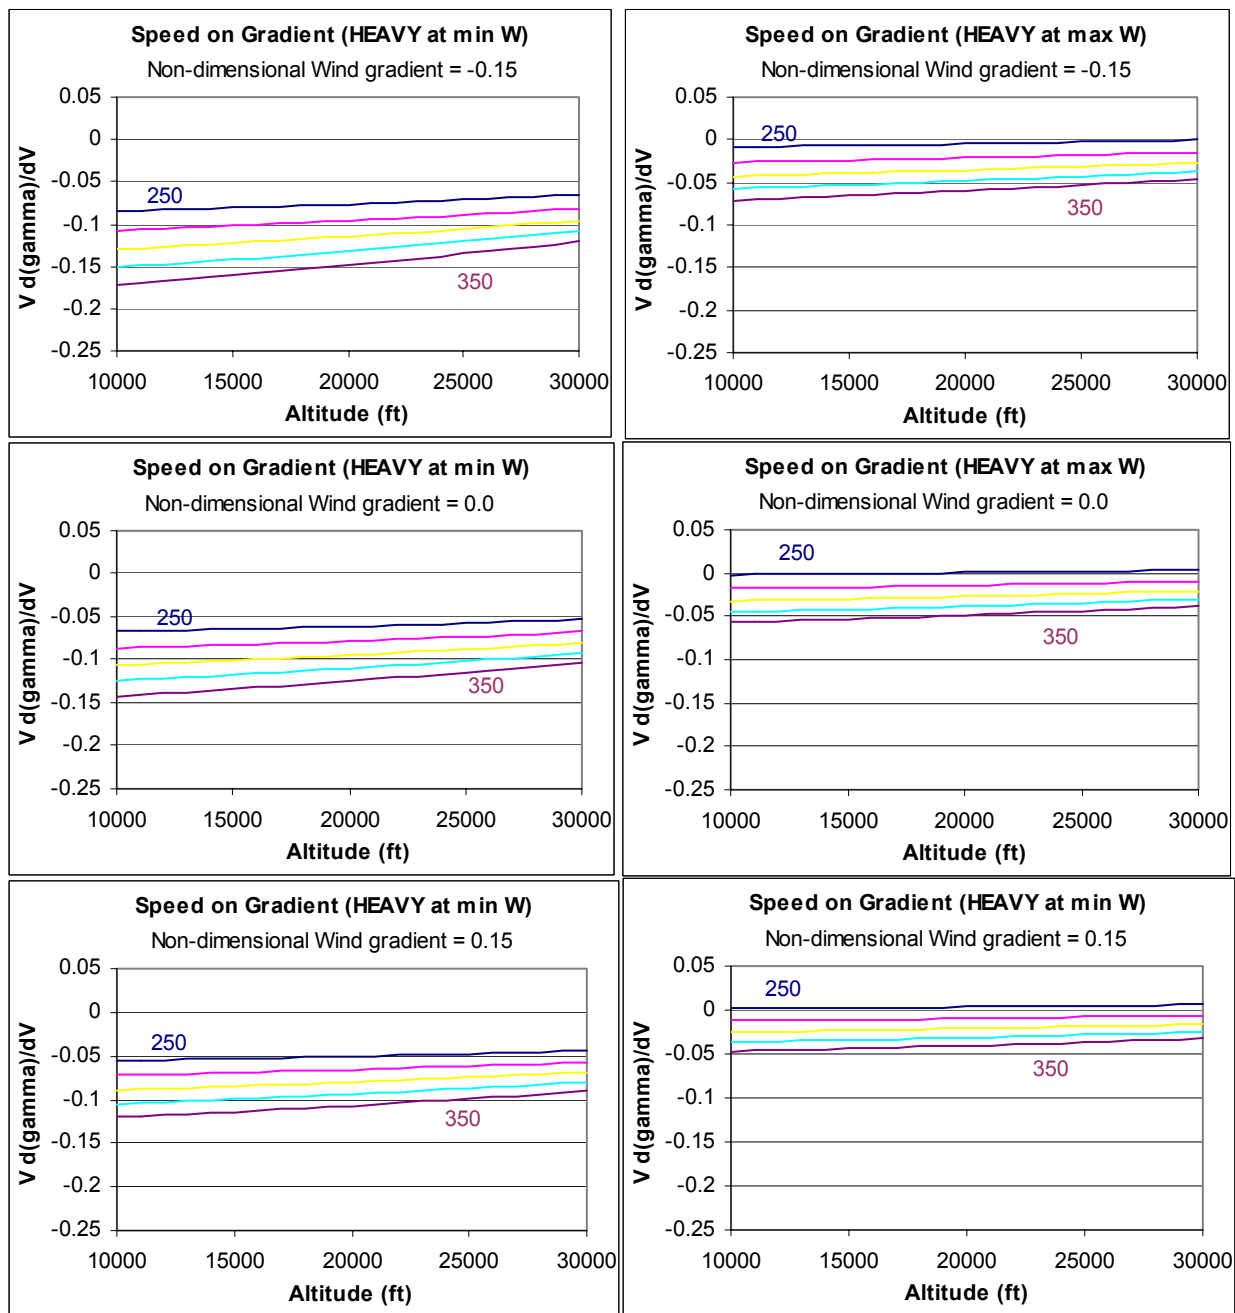 Speed on Gradient (HEAVY at min W)
Non-dimensional Wind gradient = -0.15
0.05
0
-0.05
-0.1
-0.15
-0.2
-0.25
V d(gamma)/dV
250
350
10000 15000 20000 25000 30000
Altitude (ft)
Speed on Gradient (HEAVY at max W)
Non-dimensional Wind gradient = -0.15
0.05
0
-0.05
-0.1
-0.15
-0.2
-0.25
V d(gamma)/dV
250
350
10000 15000 20000 25000 30000
Altitude (ft)
Speed on Gradient (HEAVY at min W)
Non-dimensional Wind gradient = 0.0
0.05
0
-0.05
-0.1
-0.15
-0.2
-0.25
V d(gamma)/dV
250
350
10000 15000 20000 25000 30000
Altitude (ft)
Speed on Gradient (HEAVY at max W)
Non-dimensional Wind gradient = 0.0
0.05
0
-0.05
-0.1
-0.15
-0.2
-0.25
V d(gamma)/dV
250
350
10000 15000 20000 25000 30000
Altitude (ft)
Speed on Gradient (HEAVY at min W)
Non-dimensional Wind gradient = 0.15
0.05
0
-0.05
-0.1
-0.15
-0.2
-0.25
V d(gamma)/dV
250
350
10000 15000 20000 25000 30000
Altitude (ft)
Speed on Gradient (HEAVY at min W)
Non-dimensional Wind gradient = 0.15
0.05
0
-0.05
-0.1
-0.15
-0.2
-0.25
V d(gamma)/dV
250
350
10000 15000 20000 25000 30000
Altitude (ft)